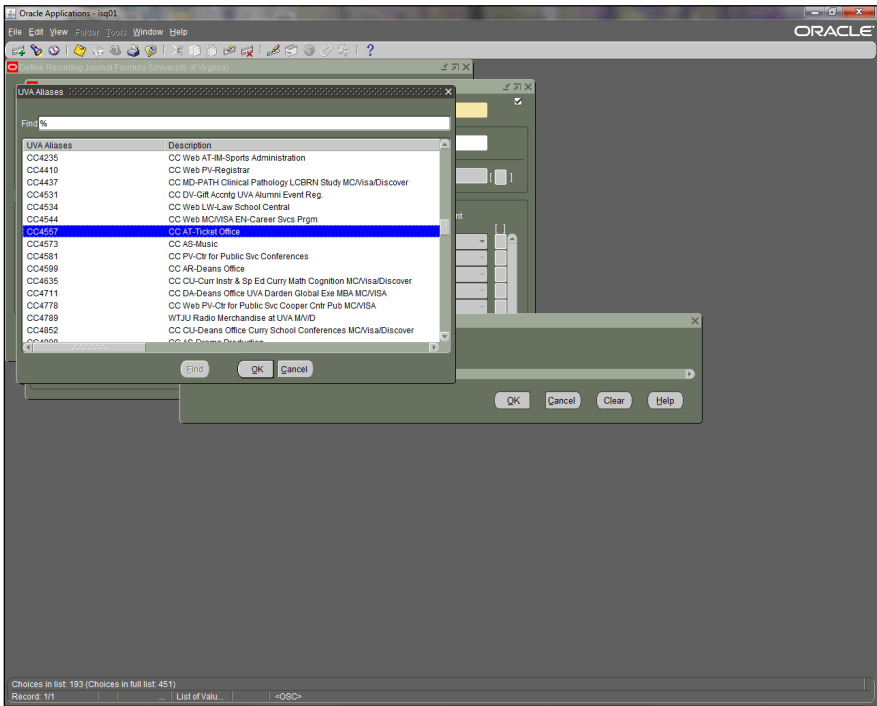 Oracle Applications - isq01
File Edit View Folder Tools Window Help
ORACLE
Define Recurring Journal Formula (University of Virginia)
UVA Aliases
Find %
UVA Aliases Description
CC4235 CC Web AT-IM-Sports Administration
CC4410 CC Web PV-Registrar
CC4437 CC MD-PATH Clinical Pathology LCBRN Study MC/Visa/Discover
CC4531 CC DV-Gift Accntg UVA Alumni Event Reg.
CC4534 CC Web LW-Law School Central
CC4544 CC Web MC/VISA EN-Career Svcs Prgm
CC4557 CC AT-Ticket Office
CC4573 CC AS-Music
CC4581 CC PV-Ctr for Public Svc Conferences
CC4599 CC AR-Deans Office
CC4635 CC CU-Curr Instr & Sp Ed Curry Math Cognition MC/Visa/Discover
CC4711 CC DA-Deans Office UVA Darden Global Exe MBA MC/VISA
CC4778 CC Web PV-Ctr for Public Svc Cooper Cntr Pub MC/VISA
CC4789 WTJU Radio Merchandise at UVA M/V/D
CC4852 CC CU-Deans Office Curry School Conferences MC/Visa/Discover
CC AS-Drama Production
Find OK Cancel
[ ]
nt
[ ]
OK Cancel Clear Help
Choices in list: 193 (Choices in full list: 451)
Record: 1/1 ... List of Valu... <OSC>